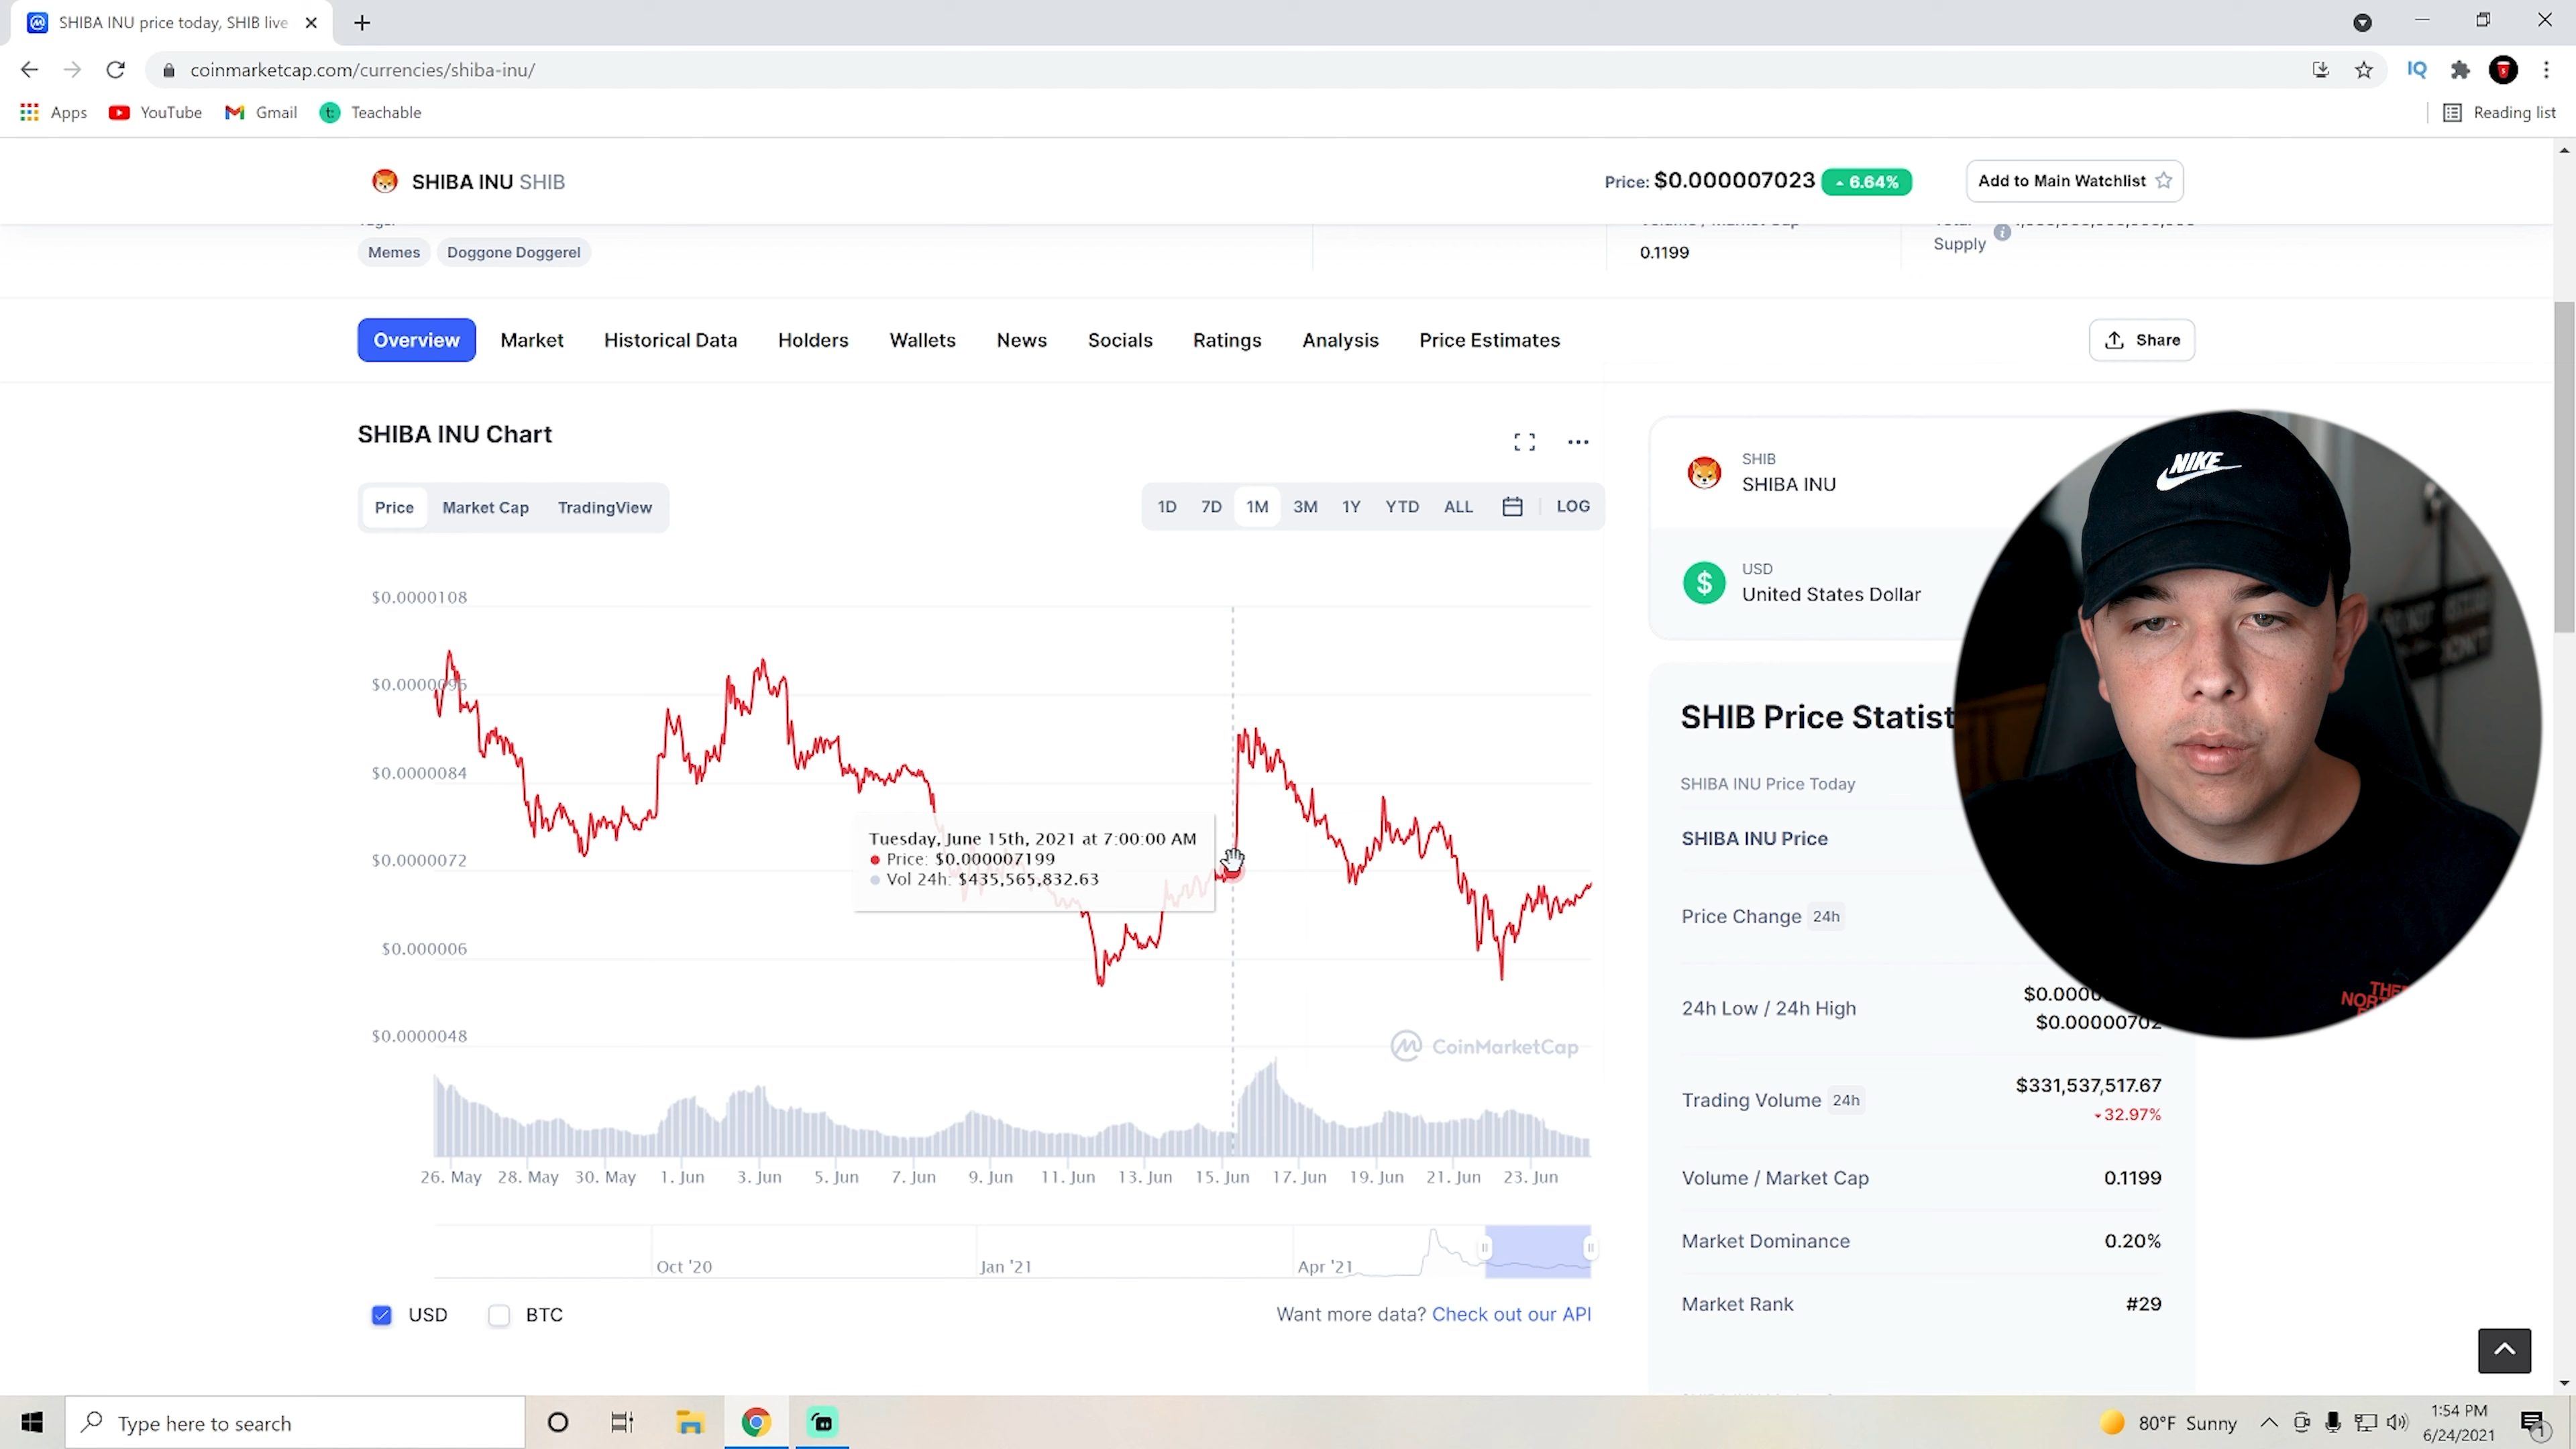 SHIBA INU price today, SHIB live
coinmarketcap.com/currencies/shiba-inu/
IQ
Apps YouTube Gmail Teachable Reading list
SHIBA INU SHIB Price: $0.000007023 6.64% Add to Main Watchlist
Memes Doggone Doggerel 0.1199 Supply
Overview Market Historical Data Holders Wallets News Socials Ratings Analysis Price Estimates Share
SHIBA INU Chart
Price Market Cap TradingView 1D 7D 1M 3M 1Y YTD ALL LOG
$0.0000108
$0.0000096
$0.0000084
$0.0000072
$0.000006
$0.0000048
Tuesday, June 15th, 2021 at 7:00:00 AM
Price: $0.000007199
Vol 24h: $435,565,832.63
CoinMarketCap
26. May 28. May 30. May 1. Jun 3. Jun 5. Jun 7. Jun 9. Jun 11. Jun 13. Jun 15. Jun 17. Jun 19. Jun 21. Jun 23. Jun
Oct '20 Jan '21 Apr '21
USD BTC Want more data? Check out our API
SHIB
SHIBA INU
$
USD
United States Dollar
SHIB Price Statist
SHIBA INU Price Today
SHIBA INU Price
Price Change 24h
24h Low / 24h High
$0.00000702
Trading Volume 24h $331,537,517.67
32.97%
Volume / Market Cap 0.1199
Market Dominance 0.20%
Market Rank #29
NIKE
THE
Type here to search
80°F Sunny
1:54 PM
6/24/2021
1